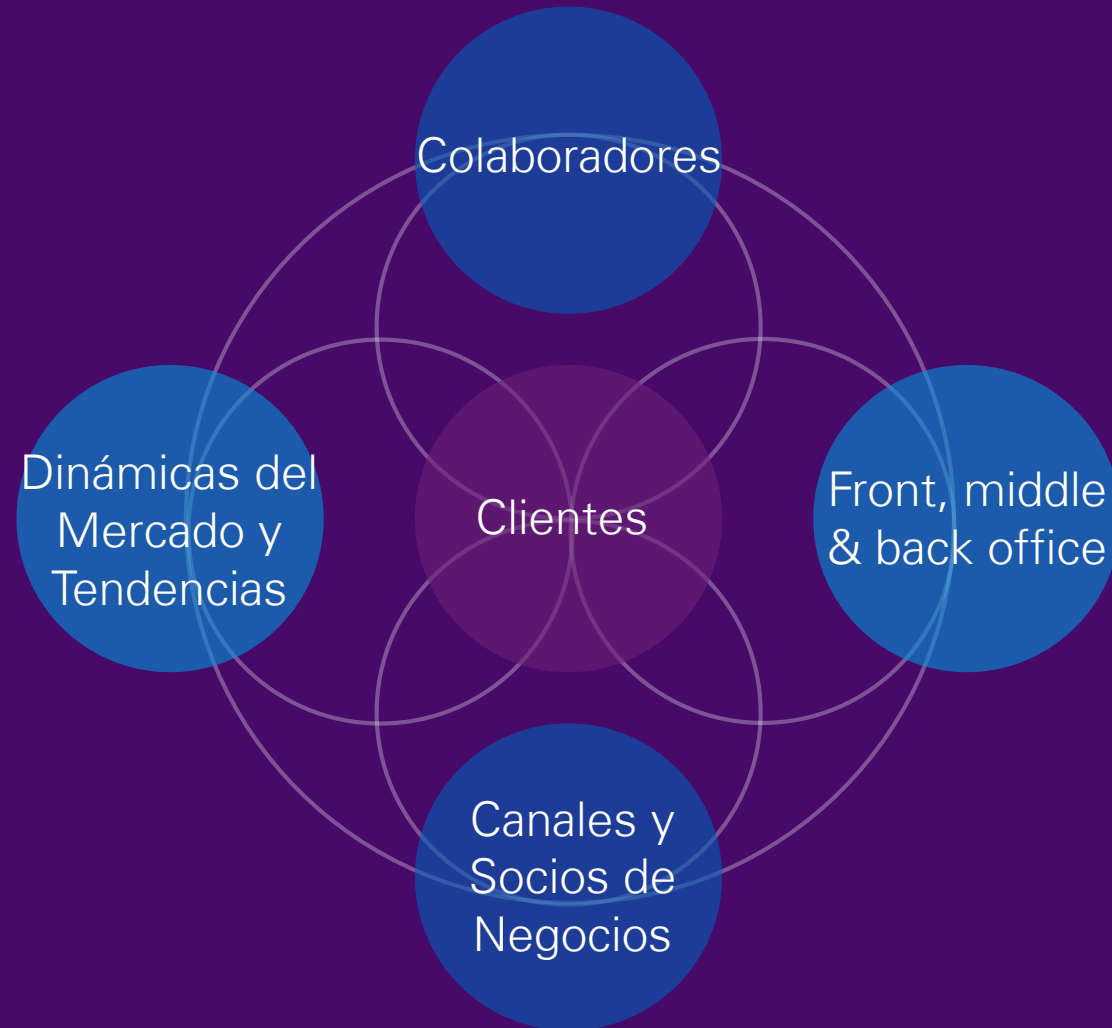 Colaboradores
Dinámicas del
Mercado y
Tendencias
Clientes
Front, middle
& back office
Canales y
Socios de
Negocios